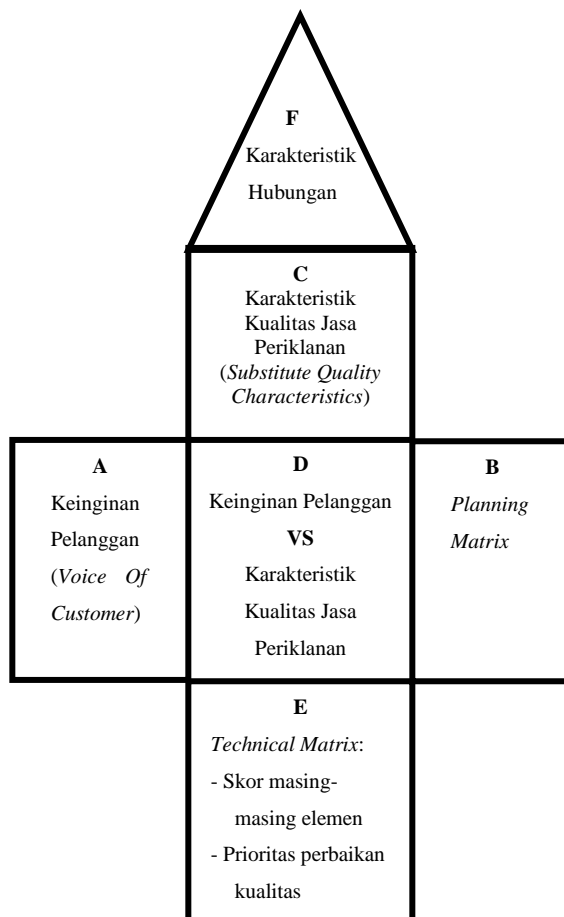 F
Karakteristik
Hubungan
C
Karakteristik
Kualitas Jasa
Periklanan
(Substitute Quality
Characteristics)
A
Keinginan
Pelanggan
(Voice Of
Customer)
D
Keinginan Pelanggan
VS
Karakteristik
Kualitas Jasa
Periklanan
B
Planning
Matrix
E
Technical Matrix:
- Skor masing-
masing elemen
- Prioritas perbaikan
kualitas